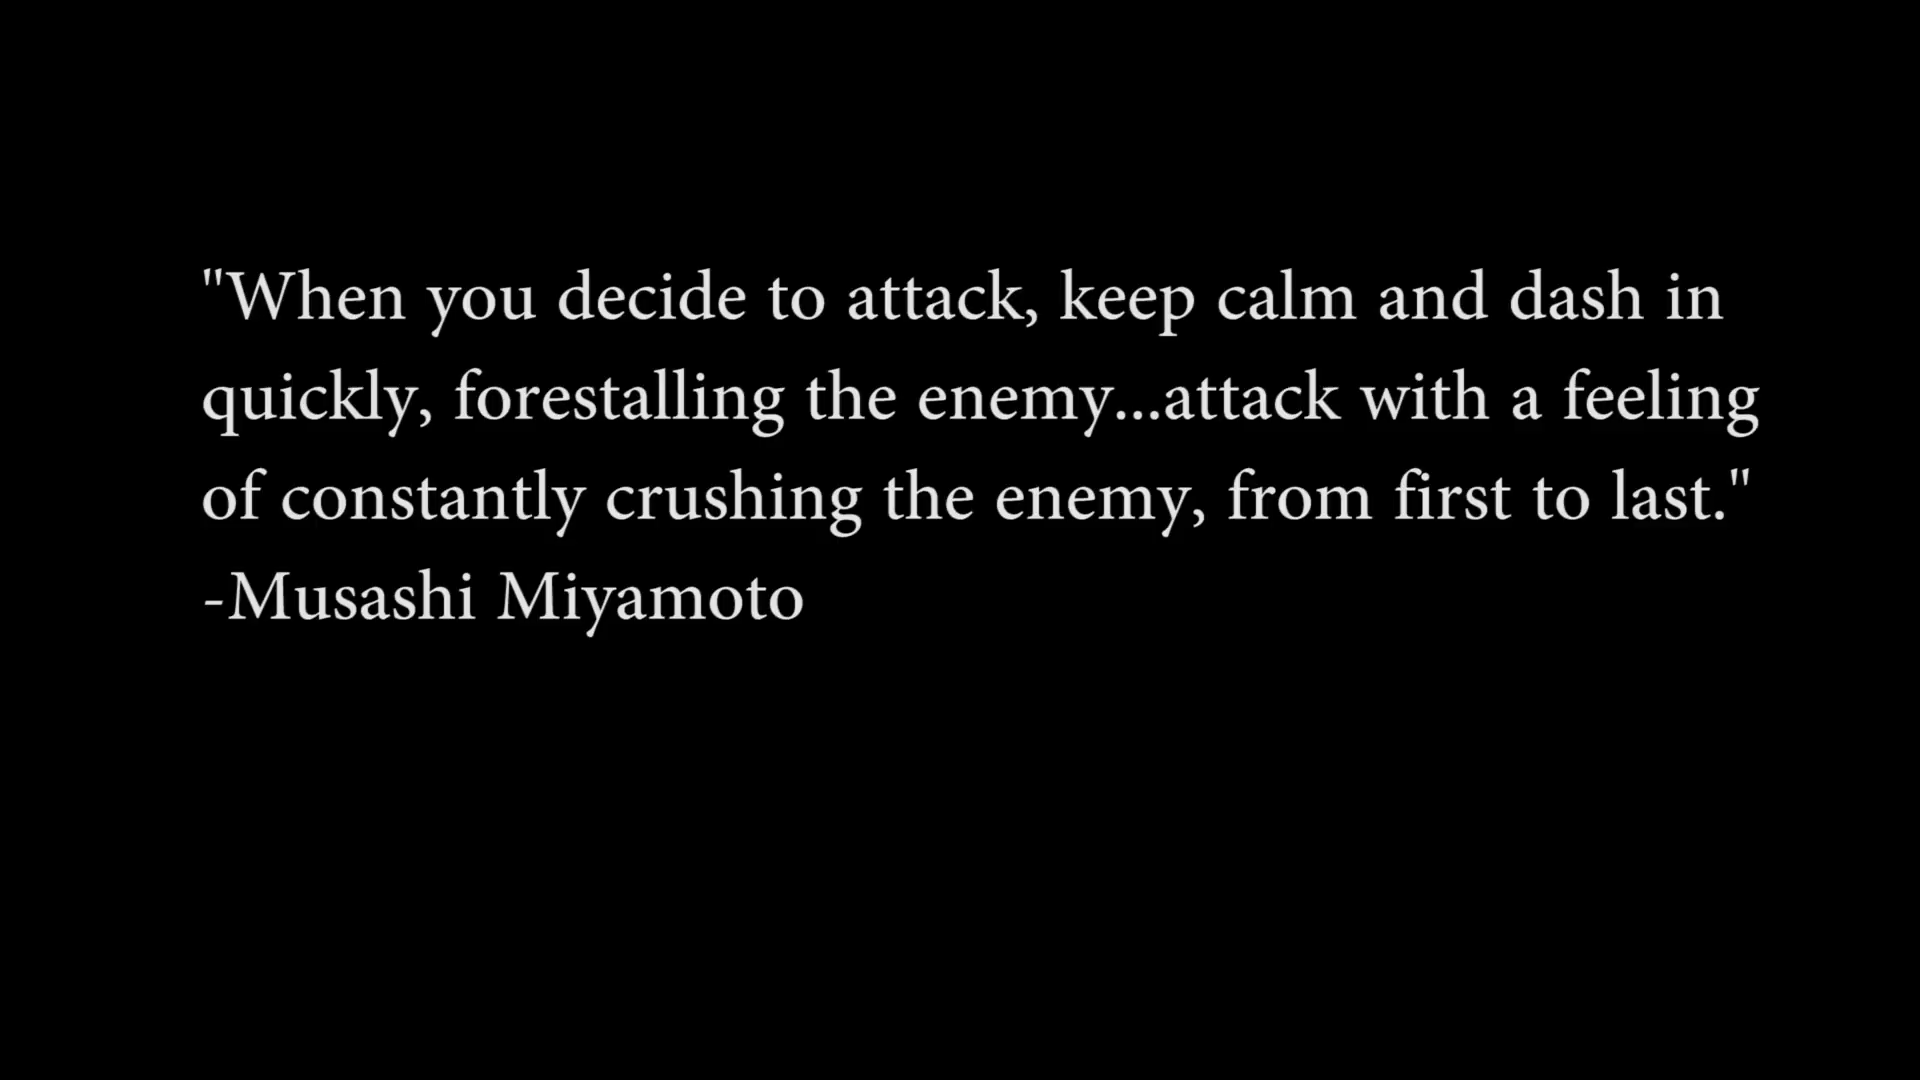 "When you decide to attack, keep calm and dash in
quickly, forestalling the enemy...attack with a feeling
of constantly crushing the enemy, from first to last."
-Musashi Miyamoto